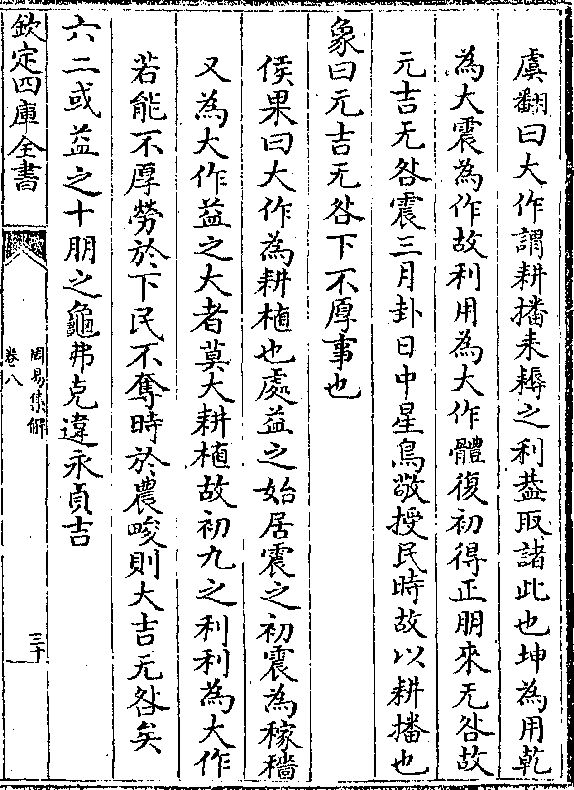 虞翻曰大作謂耕播耒耨之利葢取諸此也坤為用乾
為大震為作故利用為大作體復初得正朋來无咎故
元吉无咎震三月卦日中星鳥敬授民時故以耕播也
象曰元吉无咎下不厚事也
侯果曰大作為耕植也處益之始居震之初震為稼穡
又為大作益之大者莫大耕植故初九之利利為大作
若能不厚勞於下民不奪時於農畯則大吉无咎矣
六二或益之十朋之龜弗克違永貞吉
欽定四庫全書
周易集解
卷八
三十